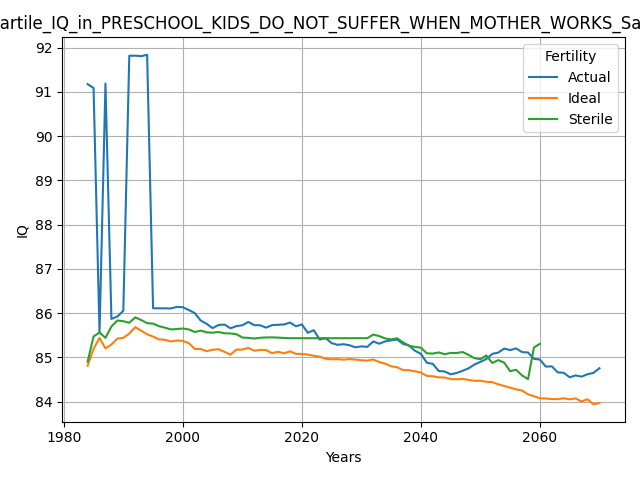 artile_IQ_in_PRESCHOOL_KIDS_DO_NOT_SUFFER_WHEN_MOTHER_WORKS_Sa
Fertility
Actual
Ideal
Sterile
92
91
90
89
88
87
86
85
84
IQ
1980 2000 2020 2040 2060
Years